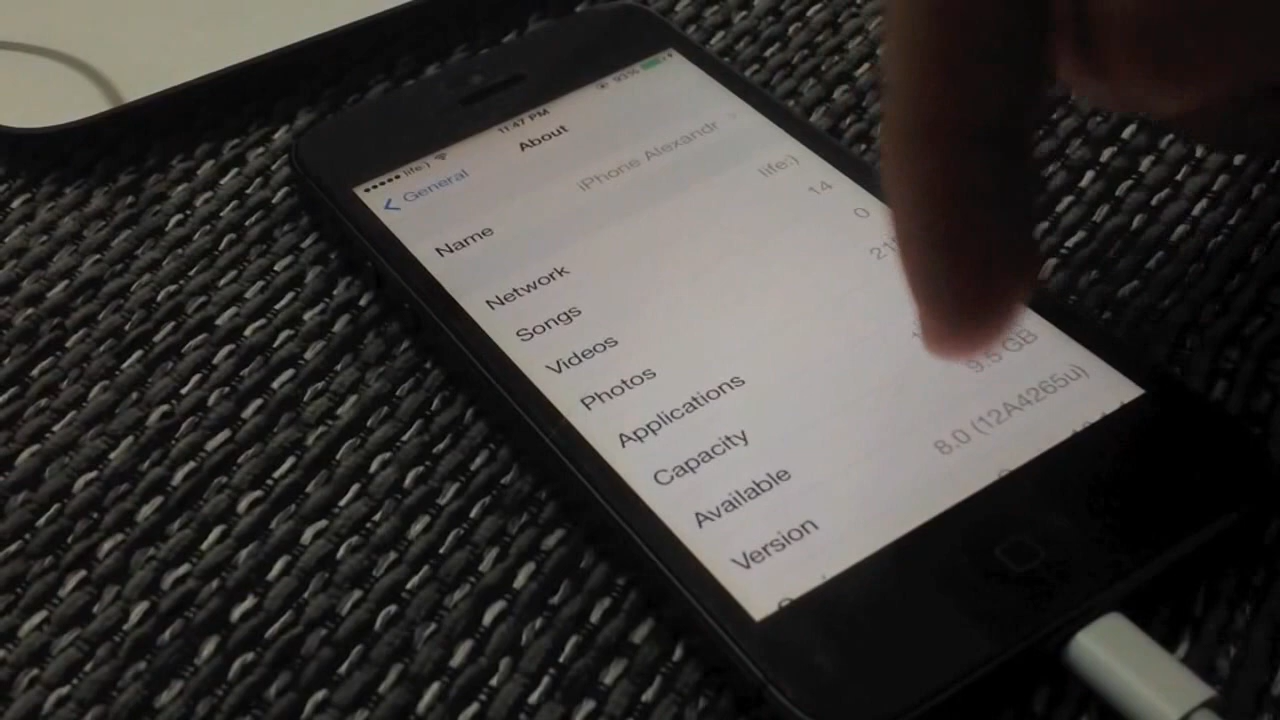 life:) 11:47 PM 93%
General About
Name iPhone Alexandr
Network life:)
Songs 14
Videos 0
Photos
Applications
Capacity
Available 9.5 GB
Version 8.0 (12A4265u)